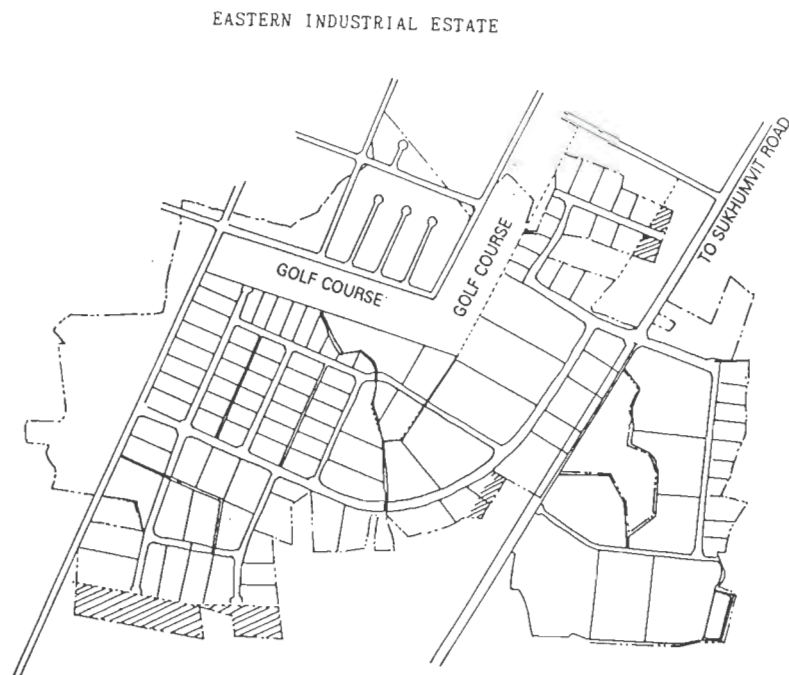 EASTERN INDUSTRIAL ESTATE
TO SUKHUMVIT ROAD
GOLF COURSE
GOLF COURSE